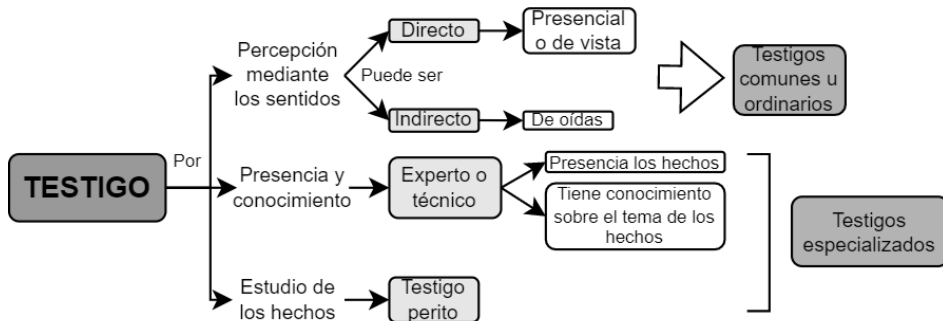 TESTIGO
Por
Percepción
mediante
los sentidos
Puede ser
Directo
Presencial
o de vista
Indirecto
De oídas
Testigos
comunes u
ordinarios
Presencia y
conocimiento
Experto o
técnico
Presencia los hechos
Tiene conocimiento
sobre el tema de los
hechos
Estudio de
los hechos
Testigo
perito
Testigos
especializados